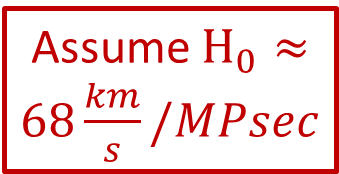 Assume H₀ ≈
68 km/s /MPsec